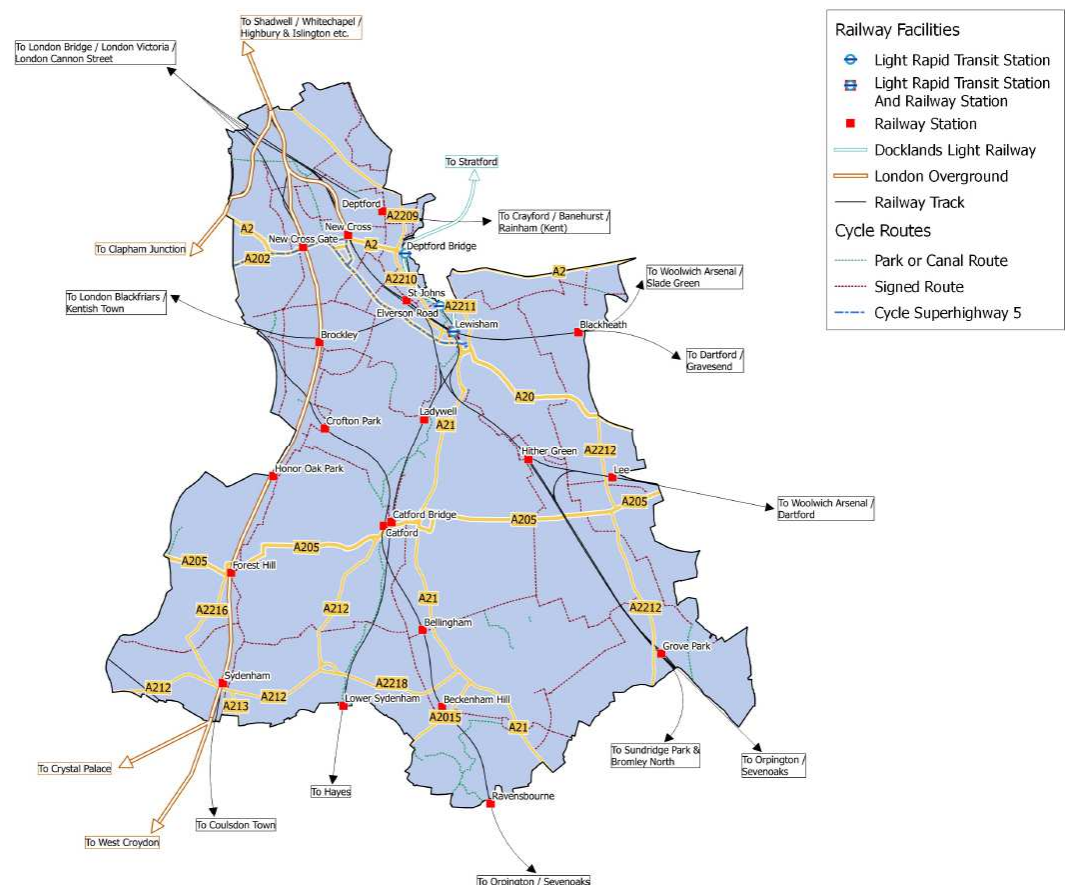 To Shadwell / Whitechapel /
Highbury & Islington etc.
To London Bridge / London Victoria /
London Cannon Street
To Stratford
Deptford
A2209
To Crayford / Banehurst /
Rainham (Kent)
A2
New Cross
New Cross Gate
A2
Deptford Bridge
To Clapham Junction
A202
A2210
A2
To Woolwich Arsenal /
Slade Green
To London Blackfriars /
Kentish Town
St Johns
Elverson Road
A2211
Lewisham
Blackheath
Brockley
To Dartford /
Gravesend
A20
Ladywell
A21
Crofton Park
Hither Green
A2212
Lee
Honor Oak Park
A205
To Woolwich Arsenal /
Dartford
Catford Bridge
A205
Catford
A205
A205
Forest Hill
A2216
A212
A21
A2212
Bellingham
Grove Park
Sydenham
A212
A212
A2218
A213
Lower Sydenham
Beckenham Hill
A2015
A21
To Sundridge Park &
Bromley North
To Orpington /
Sevenoaks
To Crystal Palace
To Hayes
Ravensbourne
To Coulsdon Town
To West Croydon
To Orpington / Sevenoaks
Railway Facilities
Light Rapid Transit Station
Light Rapid Transit Station
And Railway Station
Railway Station
Docklands Light Railway
London Overground
Railway Track
Cycle Routes
Park or Canal Route
Signed Route
Cycle Superhighway 5